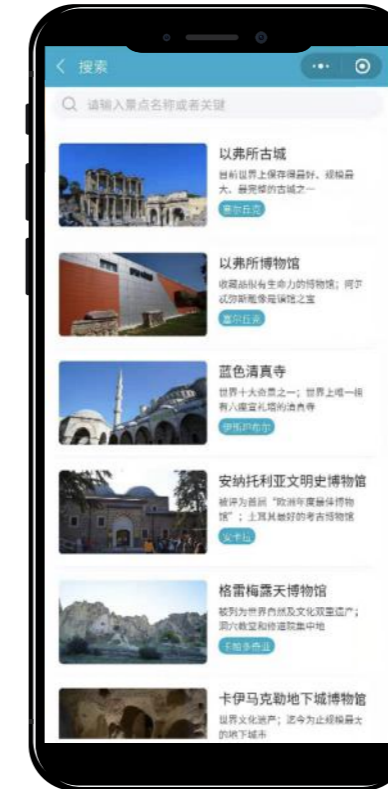 搜索
请输入景点名称或者关键
以弗所古城
目前世界上保存得最好、规模最
大、最完整的古城之一
塞尔丘克
以弗所博物馆
收藏品很有生命力的博物馆；阿尔
忒弥斯雕像是镇馆之宝
塞尔丘克
蓝色清真寺
世界十大奇景之一；世界上唯一拥
有六座宣礼塔的清真寺
伊斯坦布尔
安纳托利亚文明史博物馆
被评为首届“欧洲年度最佳博物
馆”；土耳其最好的考古博物馆
安卡拉
格雷梅露天博物馆
被列为世界自然及文化双重遗产；
洞穴教堂和修道院集中地
卡帕多奇亚
卡伊马克勒地下城博物馆
世界文化遗产；迄今为止规模最大
的地下城市